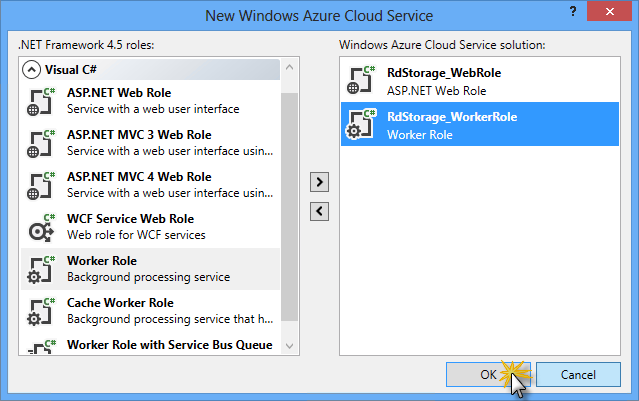 New Windows Azure Cloud Service
? x
.NET Framework 4.5 roles:
Visual C#
C#
ASP.NET Web Role
Service with a web user interface
C#
ASP.NET MVC 3 Web Role
Service with a web user interface usin...
C#
ASP.NET MVC 4 Web Role
Service with a web user interface usin...
C#
WCF Service Web Role
Web role for WCF services
C#
Worker Role
Background processing service
C#
Cache Worker Role
Background processing service that h...
C#
Worker Role with Service Bus Queue
>
<
Windows Azure Cloud Service solution:
C#
RdStorage_WebRole
ASP.NET Web Role
C#
RdStorage_WorkerRole
Worker Role
OK
Cancel